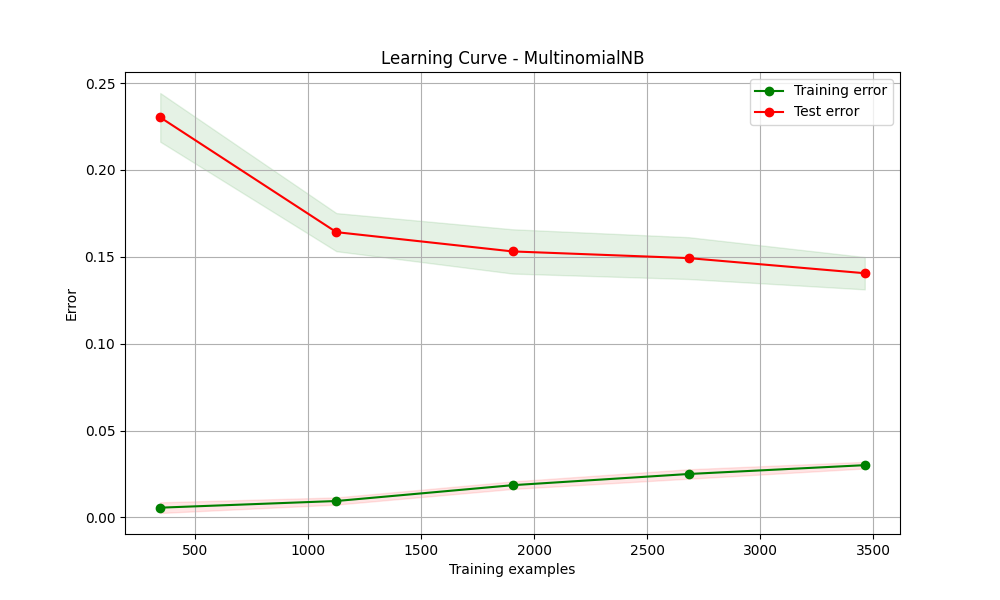 Learning Curve - MultinomialNB
Training error
Test error
0.25
0.20
0.15
0.10
0.05
0.00
Error
500 1000 1500 2000 2500 3000 3500
Training examples